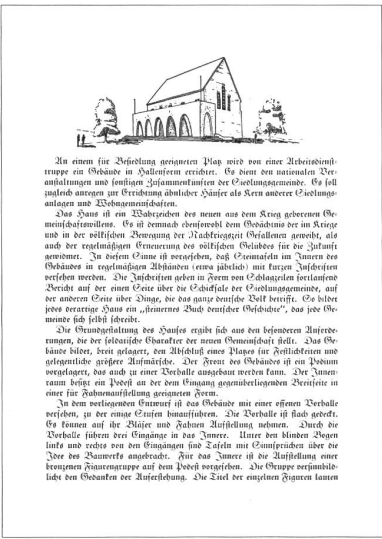 An einem für Besiedlung geeigneten Platz wird von einer Arbeitsdienst-
truppe ein Gebäude in Hallenform errichtet. Es dient den nationalen Ver-
anstaltungen und sonstigen Zusammenkünften der Siedlungsgemeinde. Es soll
zugleich anregen zur Errichtung ähnlicher Häuser als Kern anderer Siedlungs-
anlagen und Wehrgemeinschaften.
Das Haus ist ein Wahrzeichen des neuen aus dem Krieg geborenen Ge-
meinschaftswillens. Es ist demnach ebensowohl dem Gedächtnis der im Kriege
und in der völkischen Bewegung der Nachkriegszeit Gefallenen geweiht, als
auch der regelmäßigen Erneuerung des völkischen Gelübdes für die Zukunft
gewidmet. In diesem Sinne ist vorgesehen, daß Steintafeln im Innern des
Gebäudes in regelmäßigen Abständen (etwa jährlich) mit kurzen Inschriften
versehen werden. Die Inschriften geben in Form von Schlagzeilen fortlaufend
Bericht auf der einen Seite über die Schicksale der Siedlungsgemeinde, auf
der anderen Seite über Dinge, die das ganze deutsche Volk betrifft. So bildet
jedes derartige Haus ein „steinernes Buch deutscher Geschichte“, das jede Ge-
meinde sich selbst schreibt.
Die Grundgestaltung des Hauses ergibt sich aus den besonderen Anforde-
rungen, die der soldatische Charakter der neuen Gemeinschaft stellt. Das Ge-
bäude bildet, breit gelagert, den Abschluß eines Platzes für Festlichkeiten und
gelegentliche größere Aufmärsche. Der Front des Gebäudes ist ein Podium
vorgelagert, das auch zu einer Vorhalle ausgebaut werden kann. Der Innen-
raum besitzt ein Podest an der dem Eingang gegenüberliegenden Breitseite in
einer für Fahnenaufstellung geeigneten Form.
In dem vorliegenden Entwurf ist das Gebäude mit einer offenen Vorhalle
versehen, zu der einige Stufen hinaufführen. Die Vorhalle ist flach gedeckt.
Es können auf ihr Bläser und Fahnen Aufstellung nehmen. Durch die
Vorhalle führen drei Eingänge in das Innere. Unter den blinden Bogen
links und rechts von den Eingängen sind Tafeln mit Sinnsprüchen über die
Idee des Bauwerks angebracht. Für das Innere ist die Aufstellung einer
bronzenen Figurengruppe auf dem Podest vorgesehen. Die Gruppe versinnbild-
licht den Gedanken der Auferstehung. Die Titel der einzelnen Figuren lauten